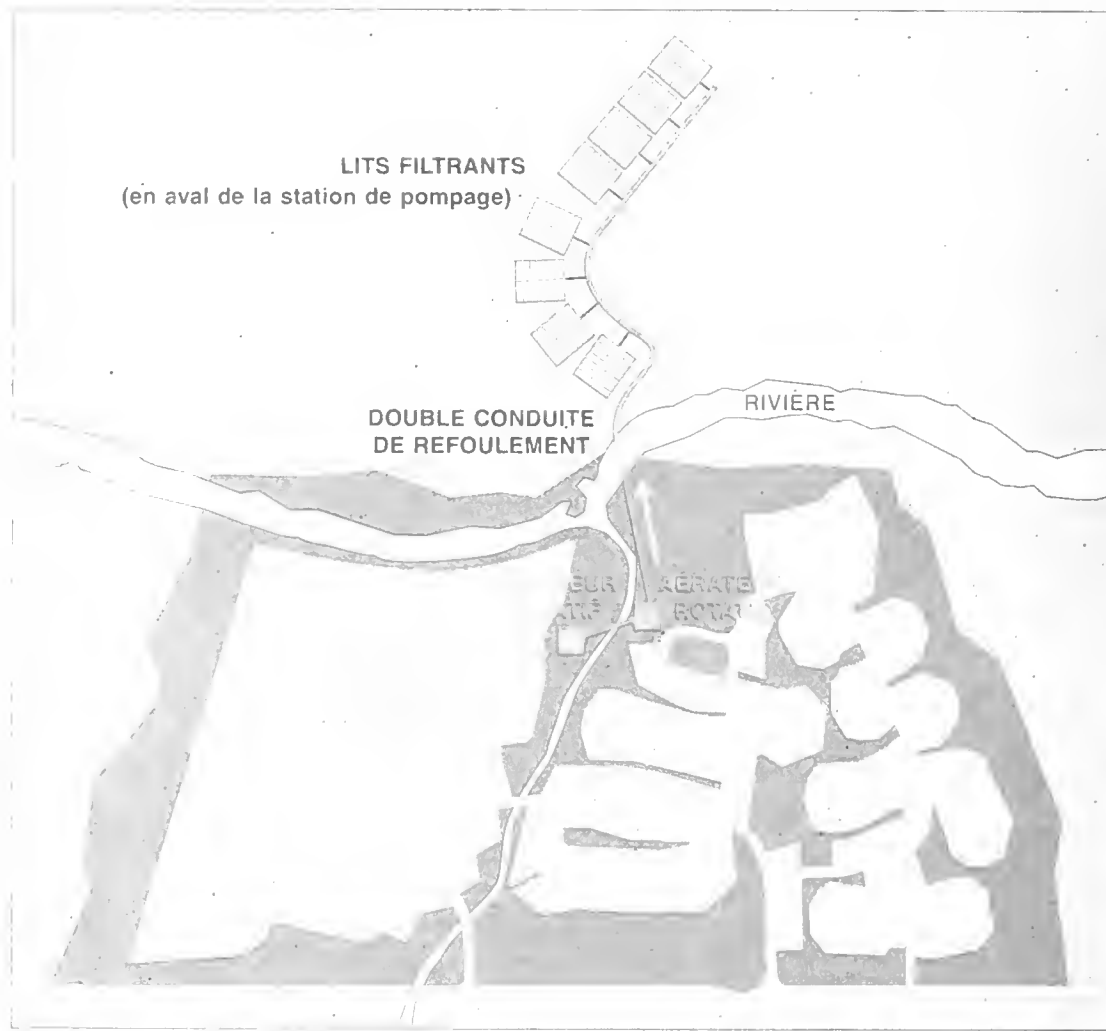 LITS FILTRANTS
(en aval de la station de pompage)
DOUBLE CONDUITE
DE REFOULEMENT
RIVIÈRE